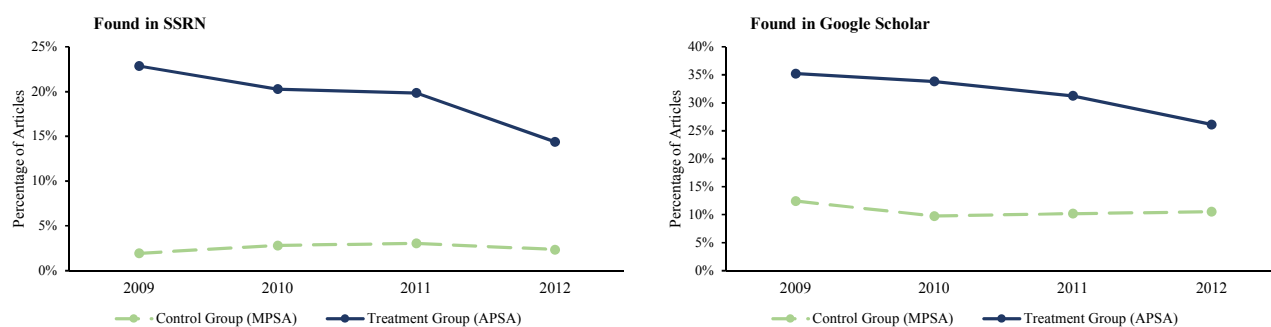 Found in SSRN
25%
20%
15%
10%
5%
0%
Percentage of Articles
2009 2010 2011 2012
Control Group (MPSA) Treatment Group (APSA)
Found in Google Scholar
40%
35%
30%
25%
20%
15%
10%
5%
0%
Percentage of Articles
2009 2010 2011 2012
Control Group (MPSA) Treatment Group (APSA)